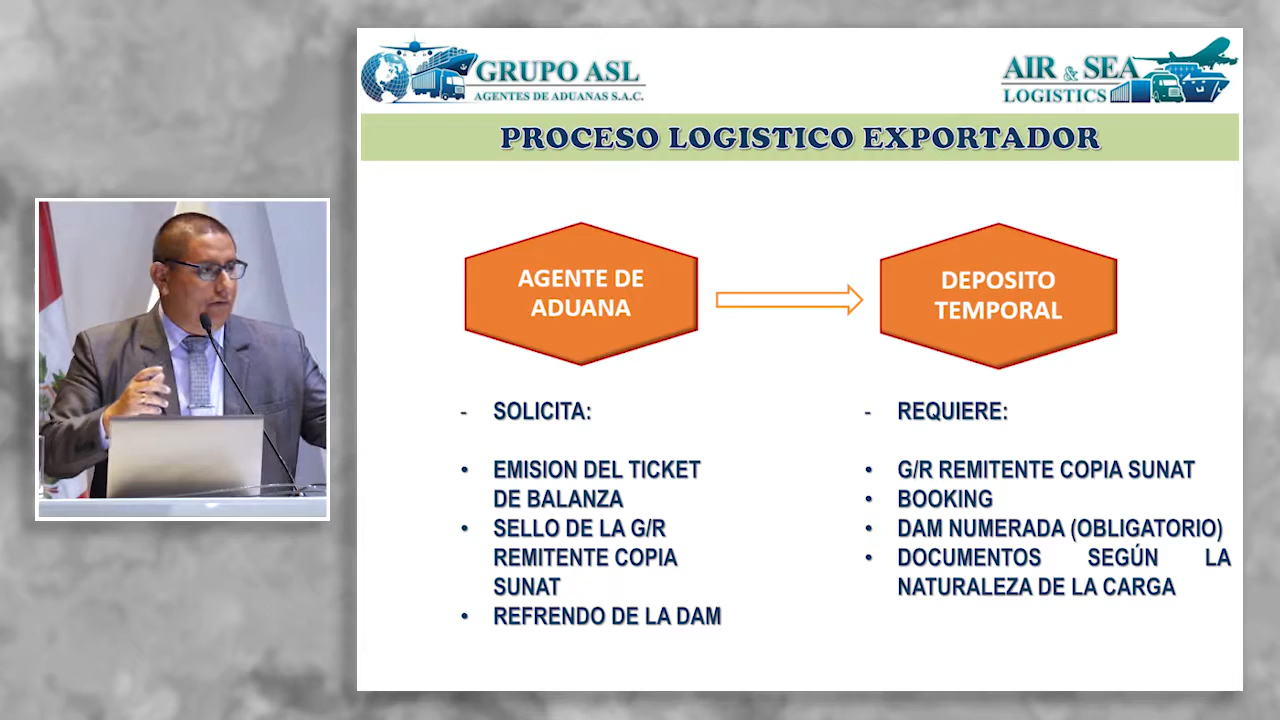 GRUPO ASL
AGENTES DE ADUANAS S.A.C.
AIR & SEA
LOGISTICS
PROCESO LOGISTICO EXPORTADOR
AGENTE DE
ADUANA
DEPOSITO
TEMPORAL
- SOLICITA:
• EMISION DEL TICKET
DE BALANZA
• SELLO DE LA G/R
REMITENTE COPIA
SUNAT
• REFRENDO DE LA DAM
- REQUIERE:
• G/R REMITENTE COPIA SUNAT
• BOOKING
• DAM NUMERADA (OBLIGATORIO)
• DOCUMENTOS SEGÚN LA
NATURALEZA DE LA CARGA